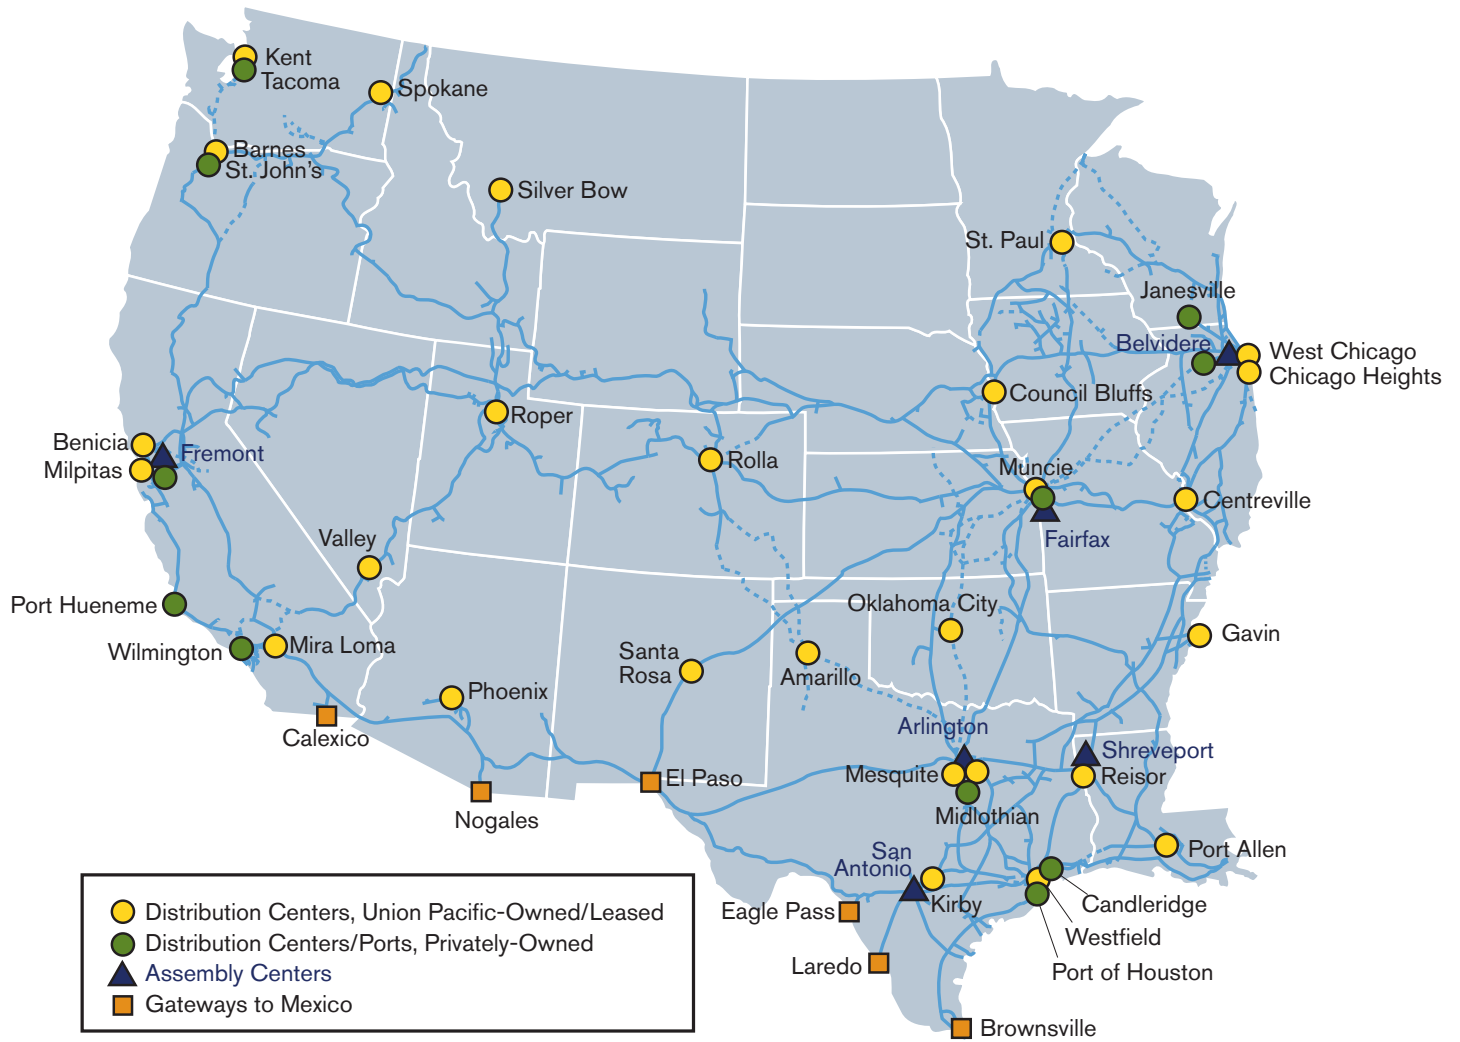 Kent
Tacoma
Spokane
Barnes
St. John's
Silver Bow
St. Paul
Janesville
Belvidere
West Chicago
Chicago Heights
Council Bluffs
Roper
Benicia
Fremont
Milpitas
Rolla
Muncie
Centreville
Fairfax
Valley
Port Hueneme
Oklahoma City
Gavin
Wilmington
Mira Loma
Santa
Rosa
Amarillo
Phoenix
Calexico
Arlington
Shreveport
El Paso
Mesquite
Reisor
Nogales
Midlothian
San
Antonio
Port Allen
Kirby
Candleridge
Eagle Pass
Westfield
Laredo
Port of Houston
Brownsville
Distribution Centers, Union Pacific-Owned/Leased
Distribution Centers/Ports, Privately-Owned
Assembly Centers
Gateways to Mexico